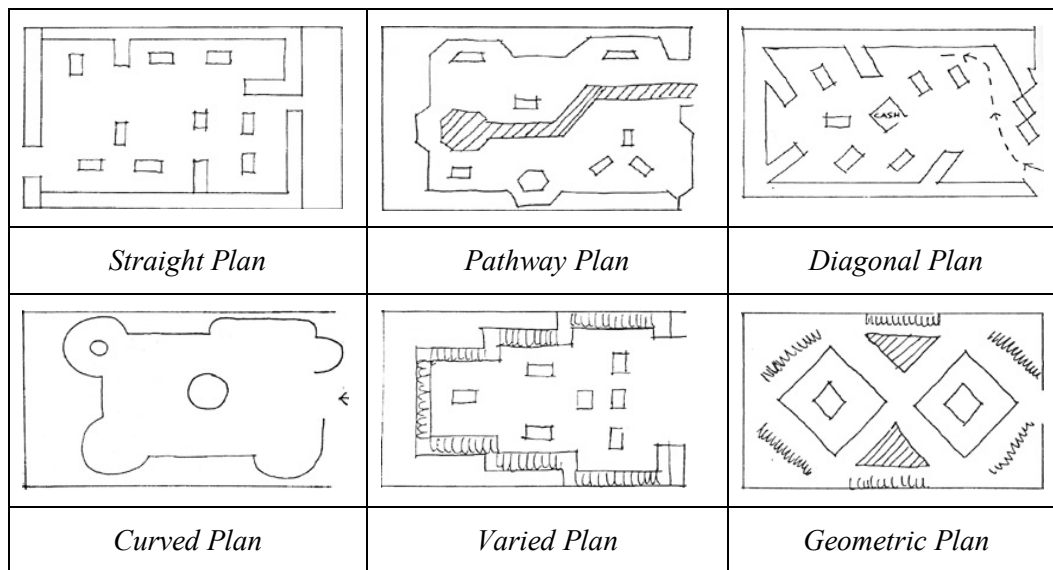 CASH
Straight Plan
Pathway Plan
Diagonal Plan
Curved Plan
Varied Plan
Geometric Plan